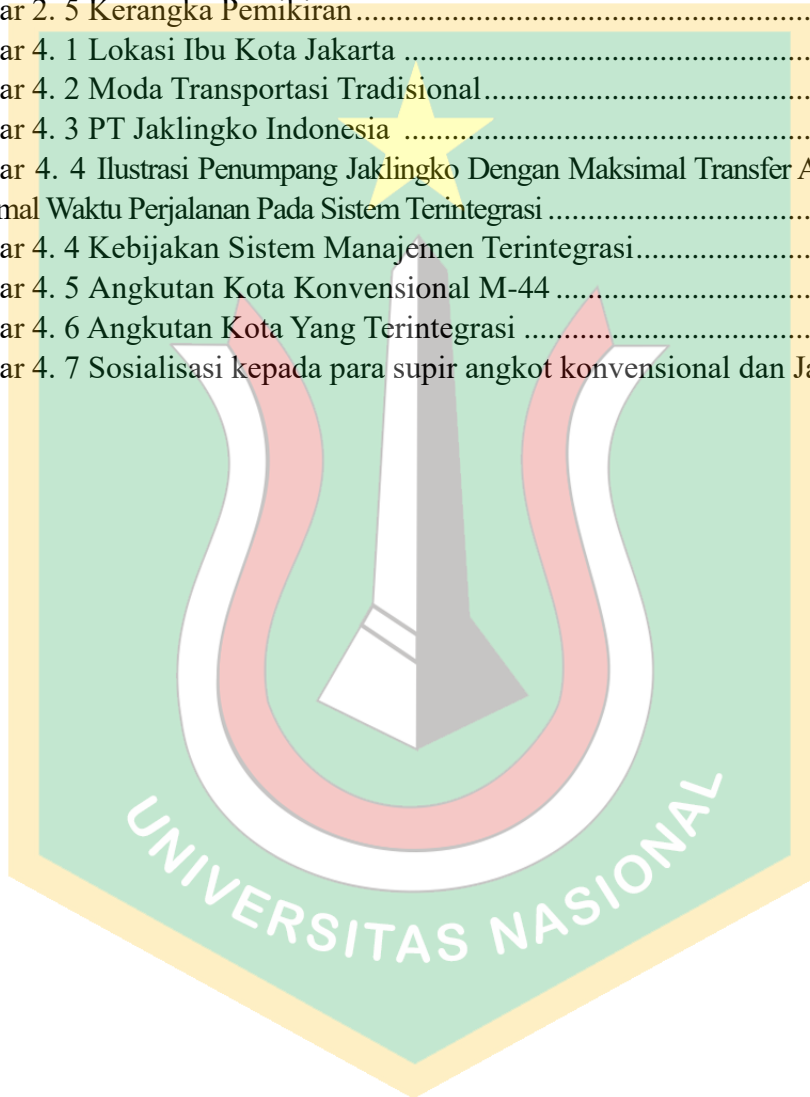 ar 2. 5 Kerangka Pemikiran
ar 4. 1 Lokasi Ibu Kota Jakarta
ar 4. 2 Moda Transportasi Tradisional
ar 4. 3 PT Jaklingko Indonesia
ar 4. 4 Ilustrasi Penumpang Jaklingko Dengan Maksimal Transfer A
mal Waktu Perjalanan Pada Sistem Terintegrasi
ar 4. 4 Kebijakan Sistem Manajemen Terintegrasi
ar 4. 5 Angkutan Kota Konvensional M-44
ar 4. 6 Angkutan Kota Yang Terintegrasi
ar 4. 7 Sosialisasi kepada para supir angkot konvensional dan Ja
UNIVERSITAS NASIONAL